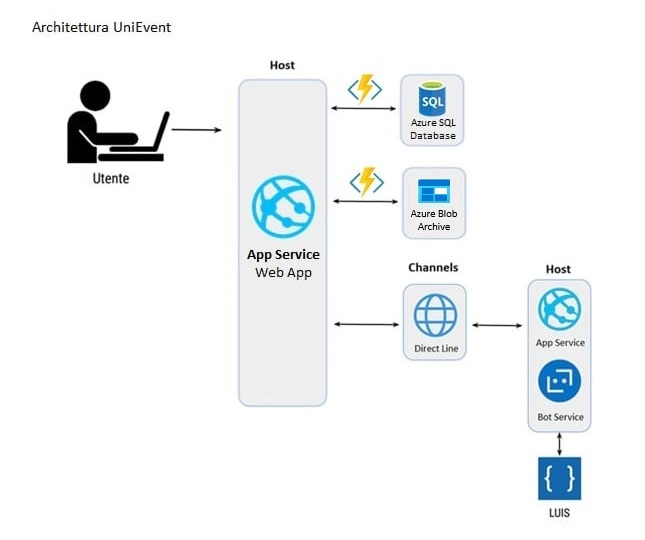 Architettura UniEvent
Host
SQL
Azure SQL
Database
Utente
Azure Blob
Archive
App Service
Web App
Channels
Host
Direct Line
App Service
Bot Service
{ }
LUIS